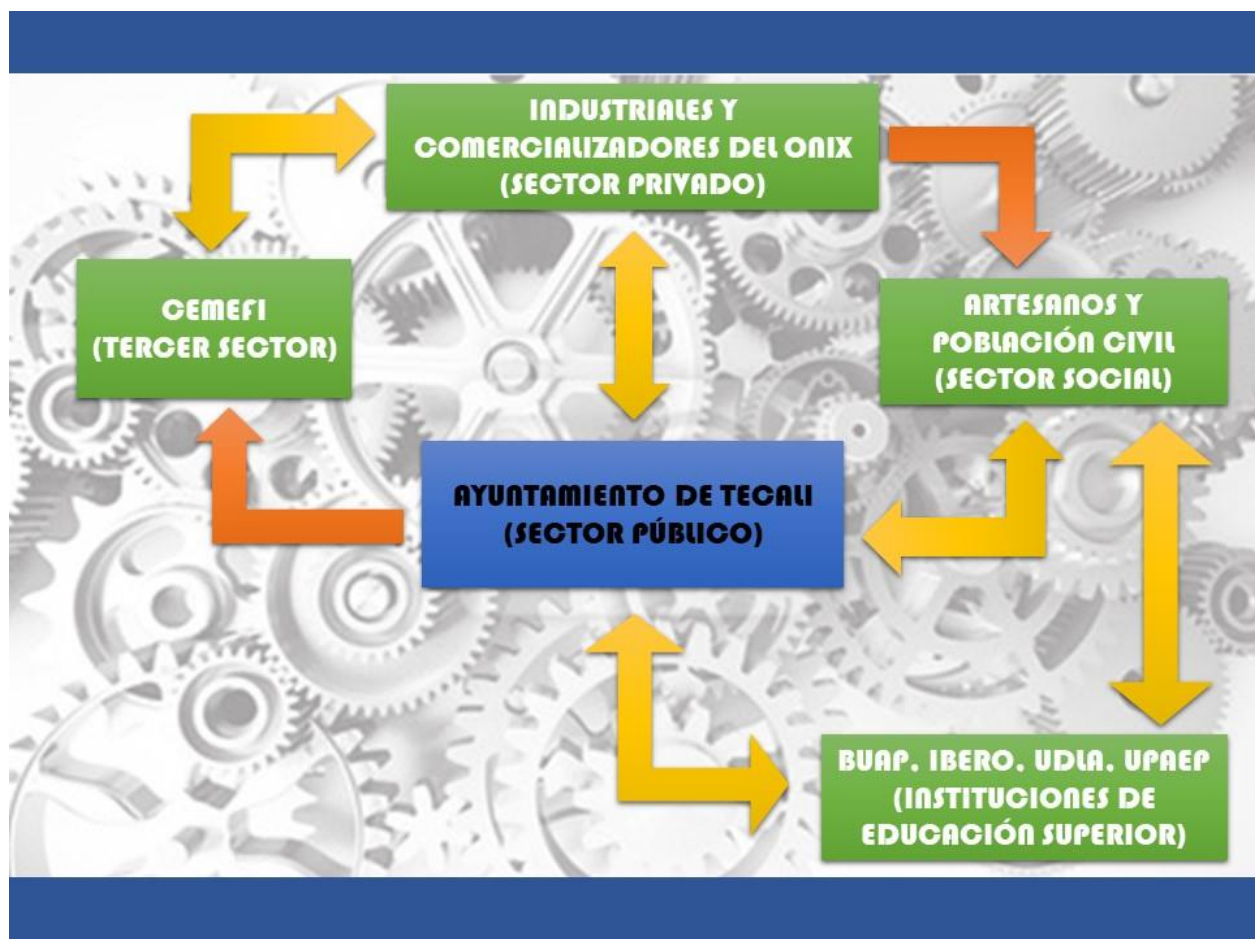 INDUSTRIALES Y
COMERCIALIZADORES DEL ONIX
(SECTOR PRIVADO)
CEMEFI
(TERCER SECTOR)
ARTESANOS Y
POBLACIÓN CIVIL
(SECTOR SOCIAL)
AYUNTAMIENTO DE TECALI
(SECTOR PÚBLICO)
BUAP, IBERO, UDLA, UPAEP
(INSTITUCIONES DE
EDUCACIÓN SUPERIOR)